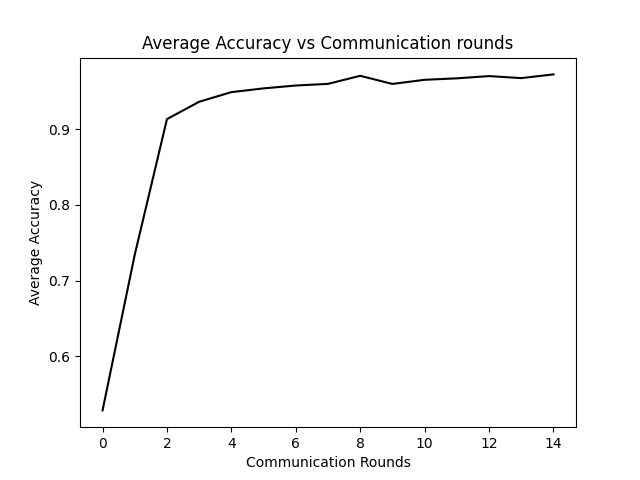 Average Accuracy vs Communication rounds
Average Accuracy
0.9
0.8
0.7
0.6
0 2 4 6 8 10 12 14
Communication Rounds